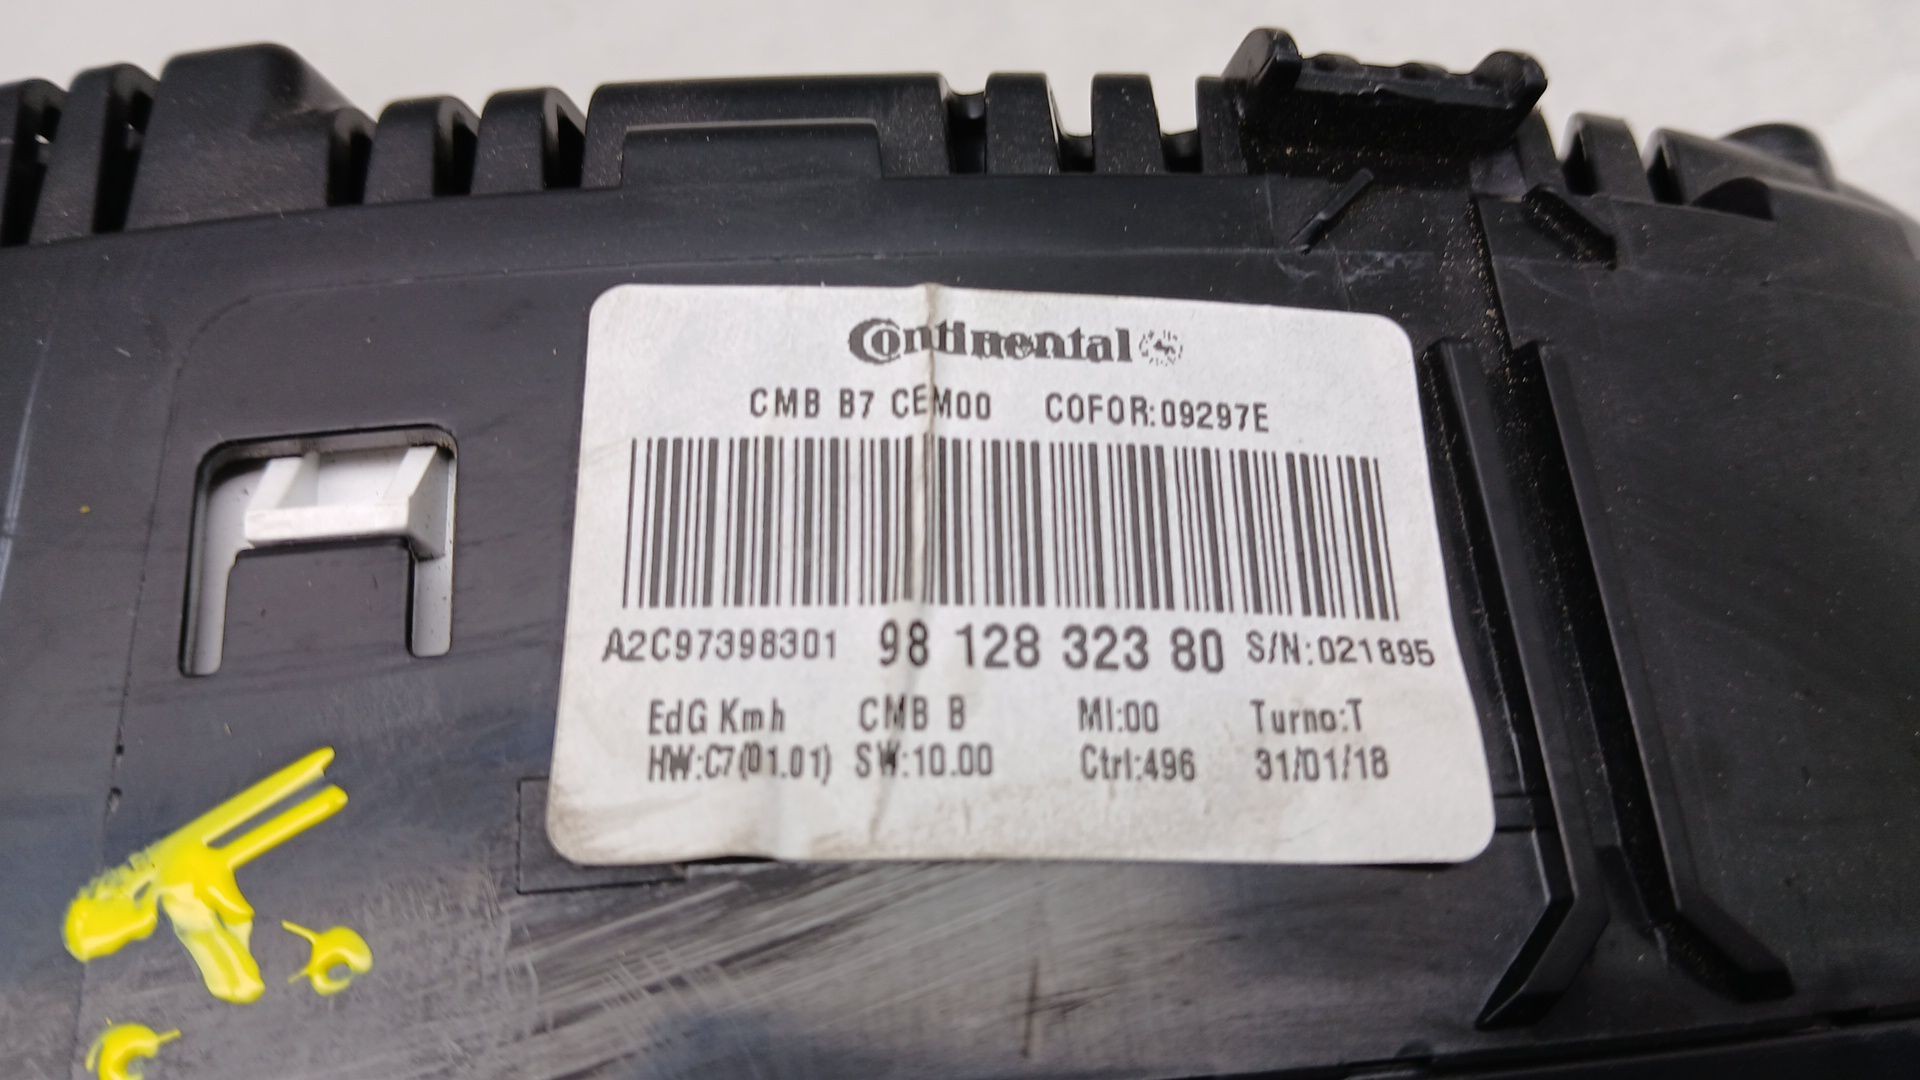 Continental
CMB B7 CEM00 COFOR:09297E
A2C97398301 98 128 323 80 S/N:021895
EdG Kmh CMB B MI:00 Turno:T
HW:C7(01.01) SW:10.00 Ctrl:496 31/01/18